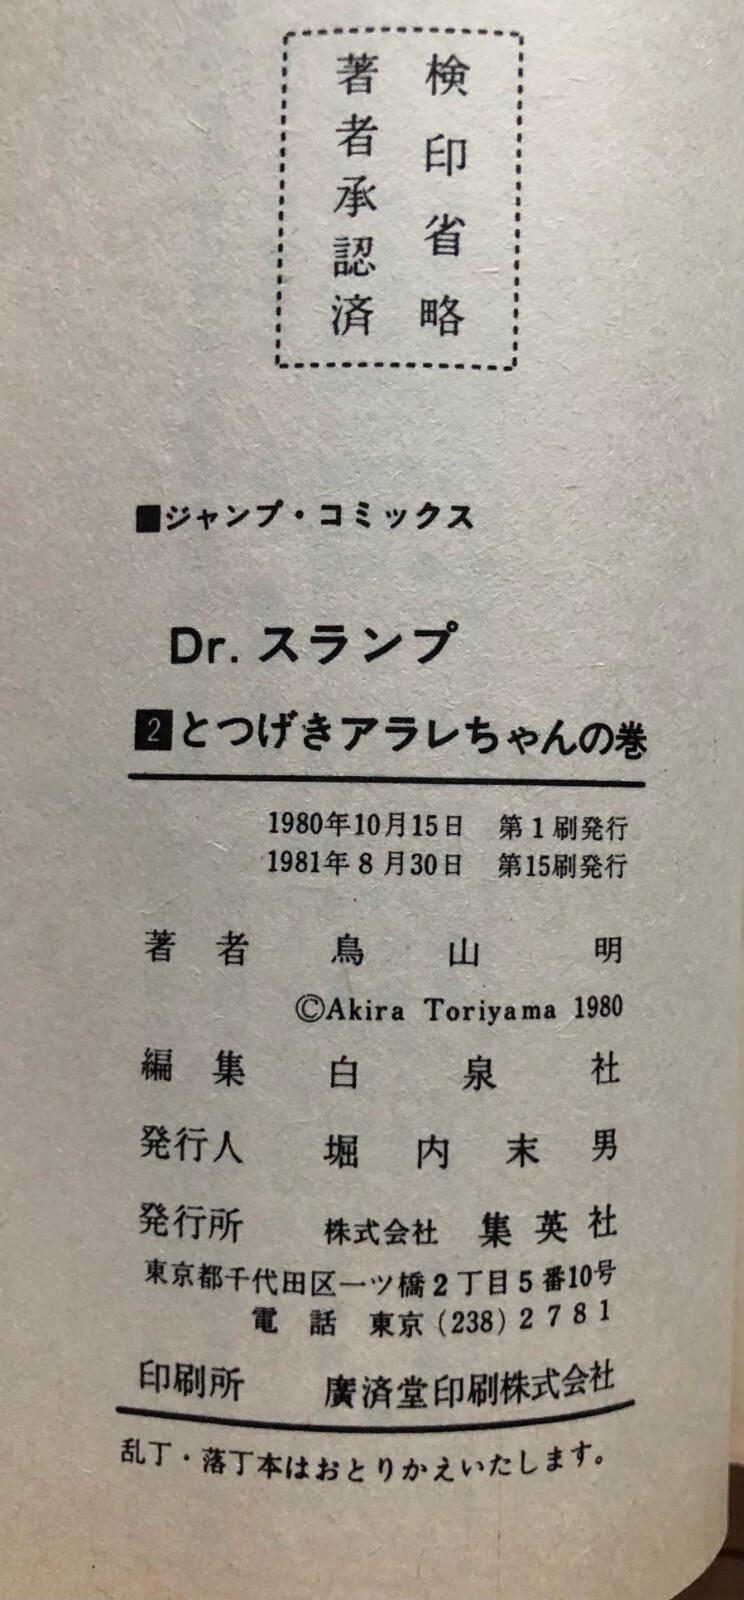 検印省略
著者承認済
■ジャンプ・コミックス
Dr.スランプ
2とつげきアラレちゃんの巻
1980年10月15日 第1刷発行
1981年8月30日 第15刷発行
著者 鳥山明
©Akira Toriyama 1980
編集 白泉社
発行人 堀内末男
発行所 株式会社 集英社
東京都千代田区一ツ橋2丁目5番10号
電話 東京(238)2781
印刷所 廣済堂印刷株式会社
乱丁・落丁本はおとりかえいたします。